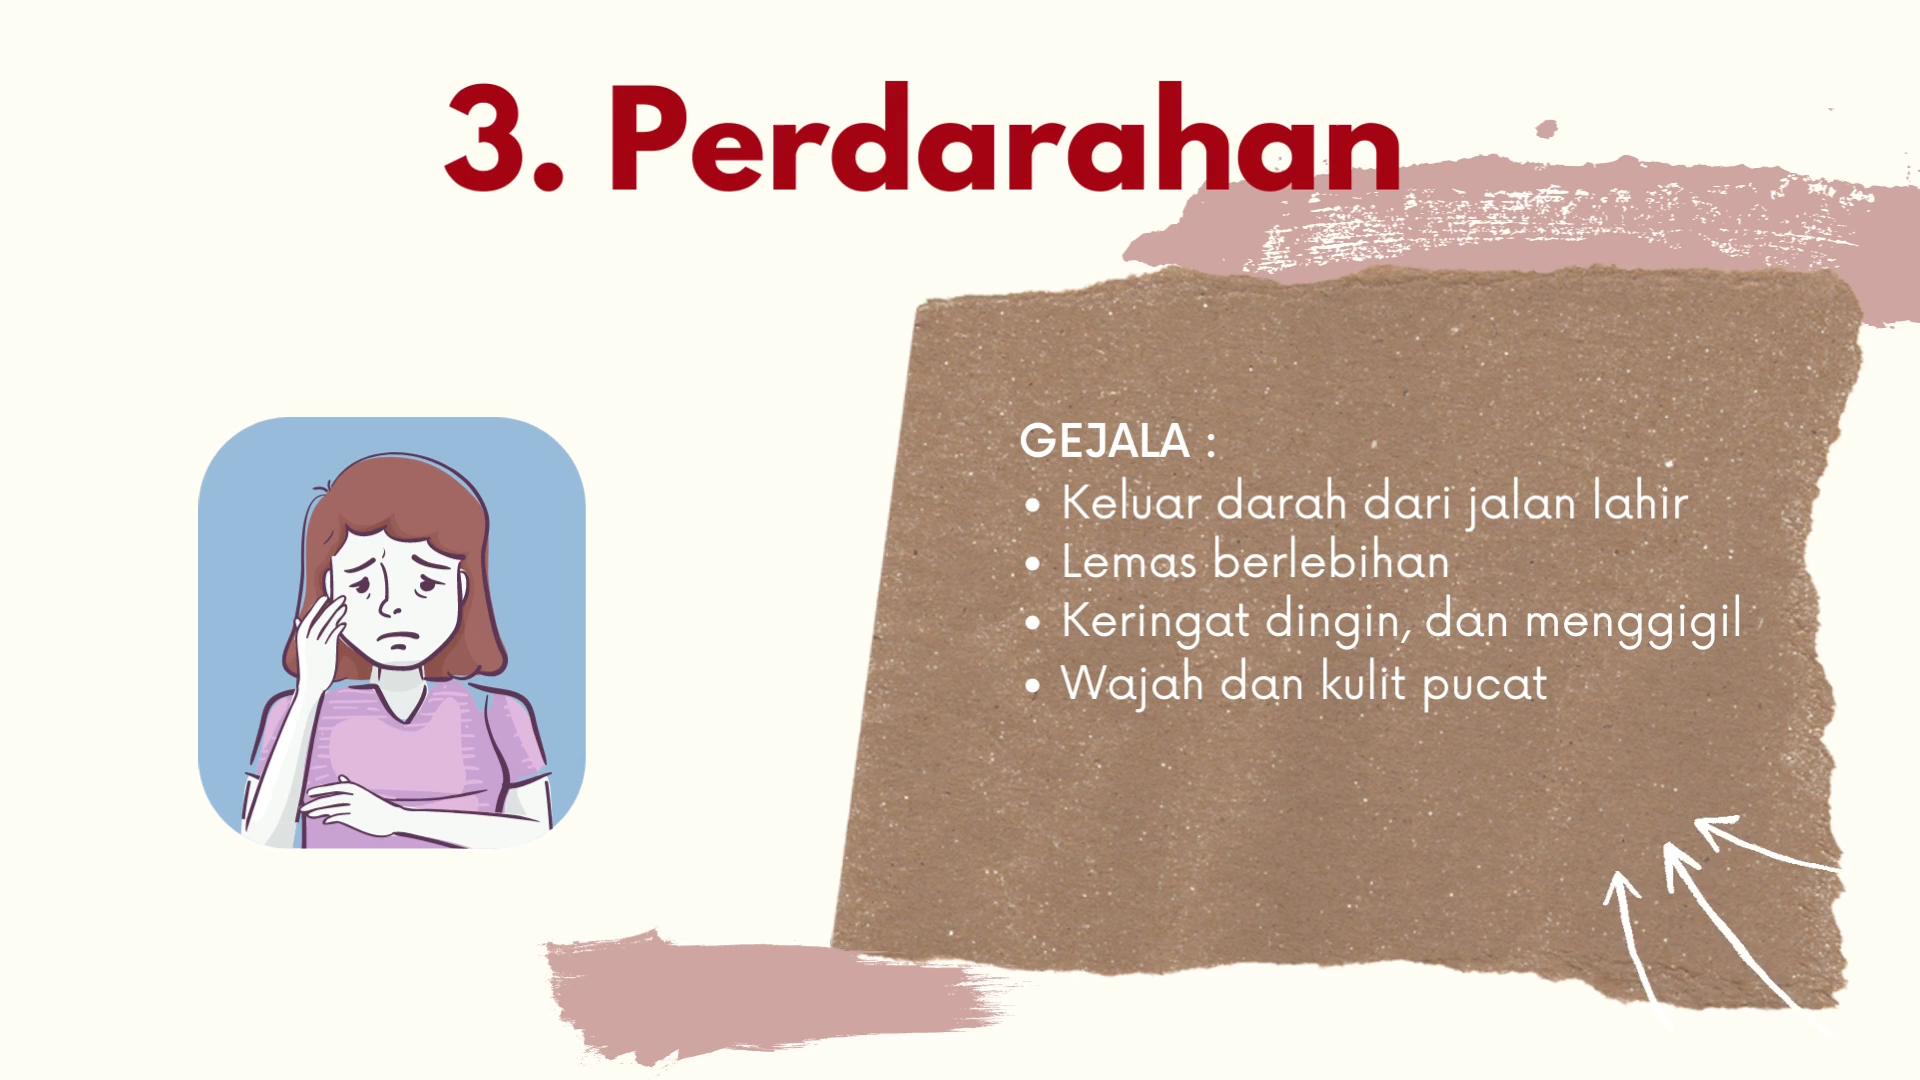 3. Perdarahan
GEJALA :
• Keluar darah dari jalan lahir
• Lemas berlebihan
• Keringat dingin, dan menggigil
• Wajah dan kulit pucat